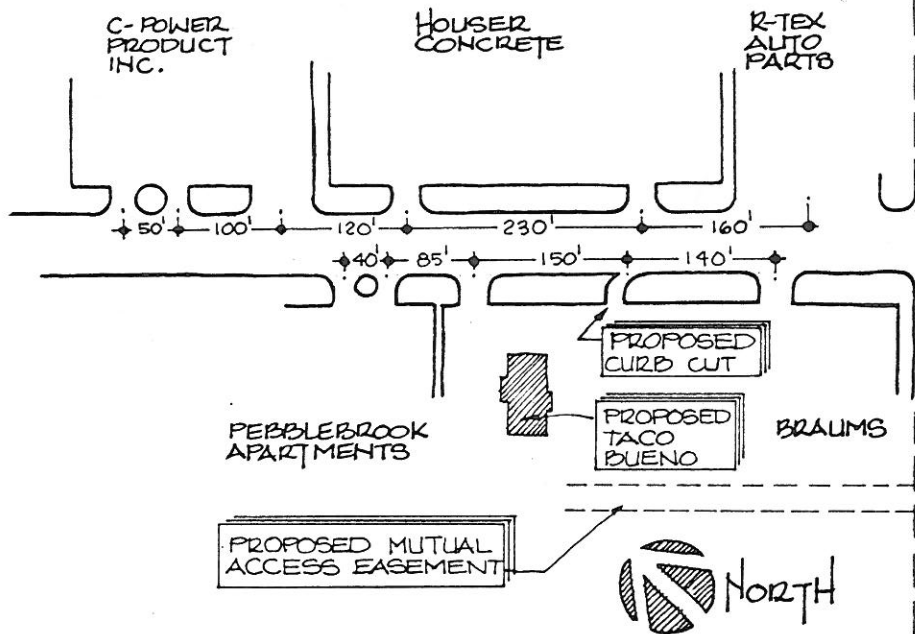 C-POWER
PRODUCT
INC.
HOUSER
CONCRETE
R-TEX
AUTO
PARTS
50' 100' 120' 230' 160'
40' 85' 150' 140'
PROPOSED
CURB CUT
PROPOSED
TACO
BUENO
PEBBLEBROOK
APARTMENTS
BRAUMS
PROPOSED MUTUAL
ACCESS EASEMENT
NORTH